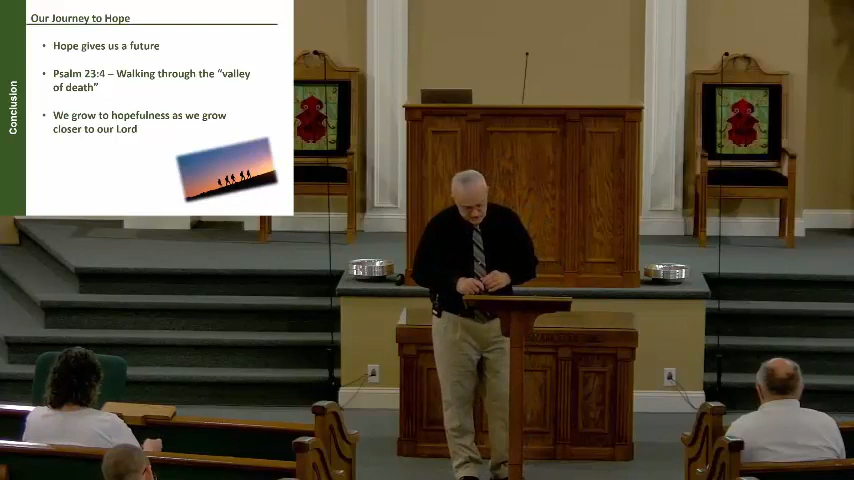 Our Journey to Hope
• Hope gives us a future
• Psalm 23:4 – Walking through the “valley
of death”
• We grow to hopefulness as we grow
closer to our Lord
Conclusion